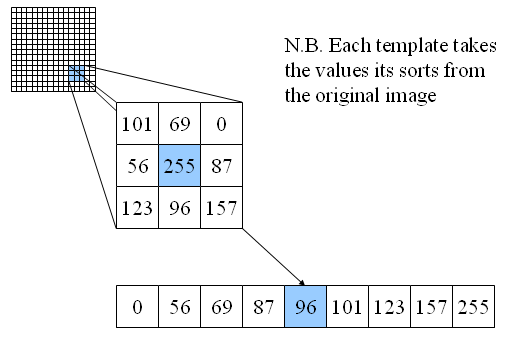 N.B. Each template takes
the values its sorts from
the original image
101 69 0
56 255 87
123 96 157
0 56 69 87 96 101 123 157 255